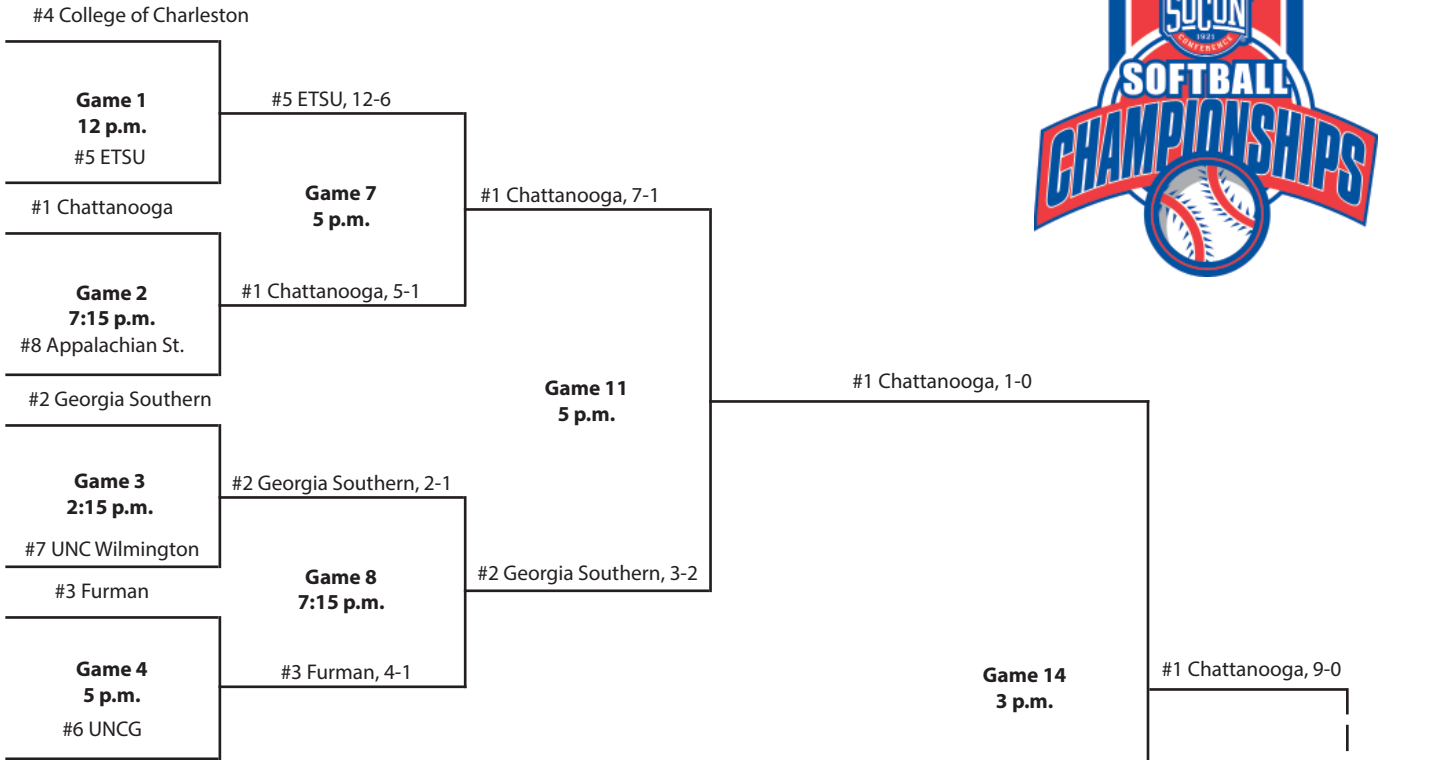 #4 College of Charleston
Game 1
12 p.m.
#5 ETSU
#1 Chattanooga
Game 2
7:15 p.m.
#8 Appalachian St.
#2 Georgia Southern
Game 3
2:15 p.m.
#7 UNC Wilmington
#3 Furman
Game 4
5 p.m.
#6 UNCG
#5 ETSU, 12-6
Game 7
5 p.m.
#1 Chattanooga, 5-1
#2 Georgia Southern, 2-1
Game 8
7:15 p.m.
#3 Furman, 4-1
#1 Chattanooga, 7-1
Game 11
5 p.m.
#2 Georgia Southern, 3-2
#1 Chattanooga, 1-0
Game 14
3 p.m.
#1 Chattanooga, 9-0
SOCON
1921
CONFERENCE
SOFTBALL
CHAMPIONSHIPS